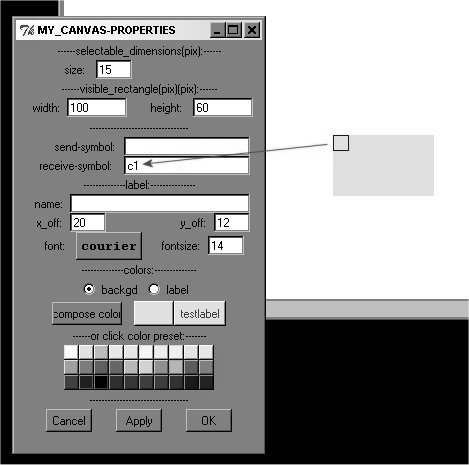 MY_CANVAS-PROPERTIES
------selectable_dimensions(pix):------
size: 15
------visible_rectangle(pix)(pix):------
width: 100 height: 60
send-symbol:
receive-symbol: c1
------------label:------------
name:
x_off: 20 y_off: 12
font: courier fontsize: 14
------------colors:------------
backgd label
compose color testlabel
------or click color preset:------
Cancel Apply OK